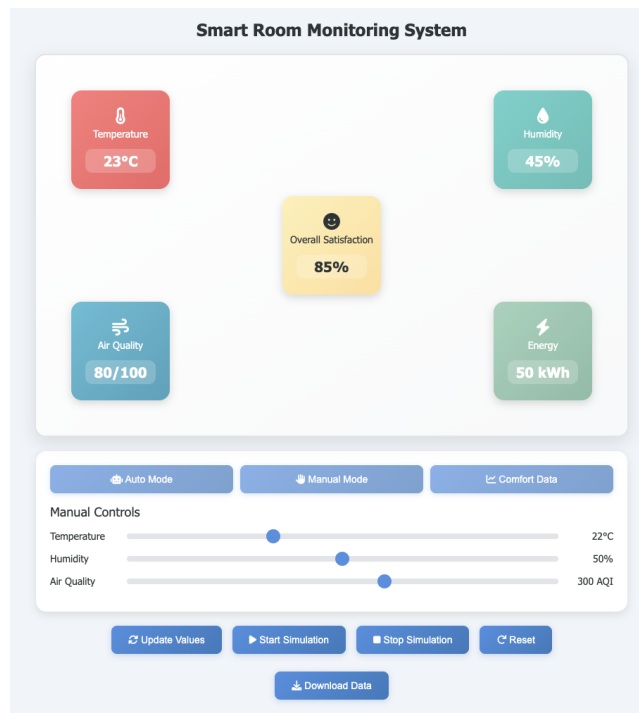 Smart Room Monitoring System
Temperature
23°C
Humidity
45%
Overall Satisfaction
85%
Air Quality
80/100
Energy
50 kWh
Auto Mode
Manual Mode
Comfort Data
Manual Controls
Temperature 22°C
Humidity 50%
Air Quality 300 AQI
Update Values
Start Simulation
Stop Simulation
Reset
Download Data